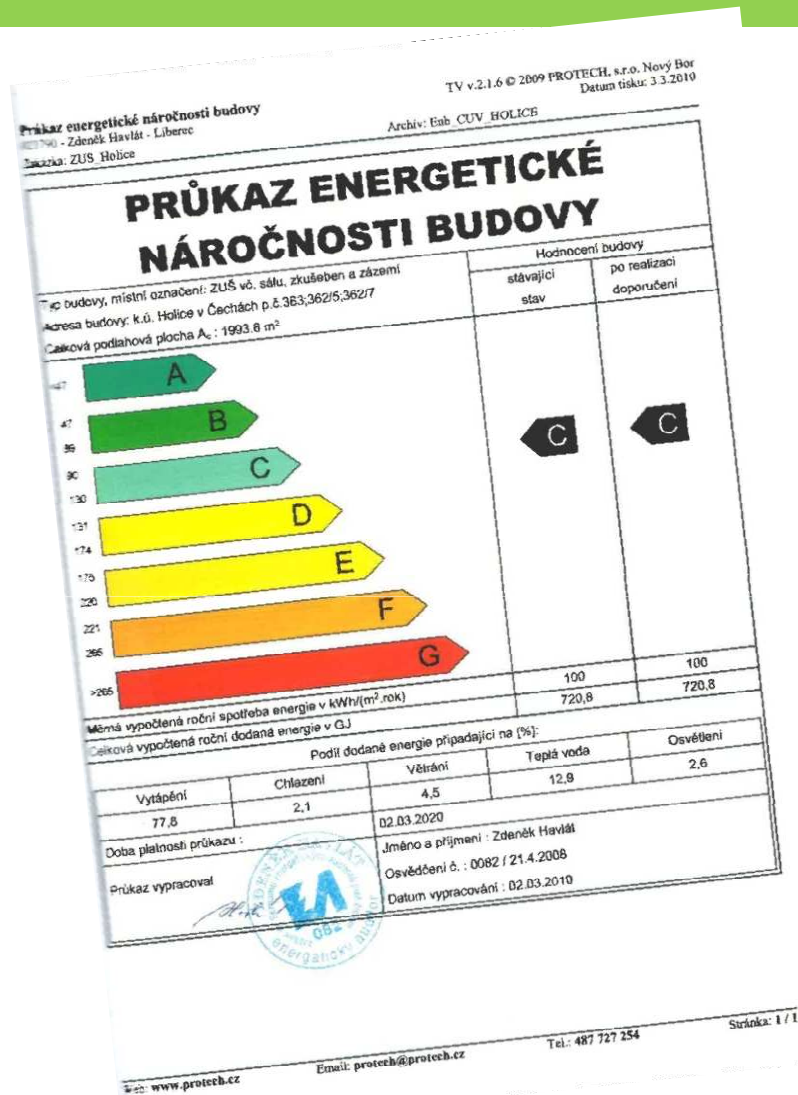 TV v.2.1.6 © 2009 PROTECH, s.r.o. Nový Bor
Datum tisku: 3.3.2010
Průkaz energetické náročnosti budovy
- Zdeněk Havlát - Liberec
Archiv: Enb_CUV_HOLICE
Zakázka: ZUS_Holice
PRŮKAZ ENERGETICKÉ
NÁROČNOSTI BUDOVY
Typ budovy, místní označení: ZUŠ vč. sálu, zkušeben a zázemí
Adresa budovy: k.ú. Holice v Čechách p.č.363;362/5;362/7
Celková podlahová plocha Ac : 1993.6 m²
Hodnocení budovy
stávající
stav
po realizaci
doporučení
A
47
B
89
90
C
130
131
D
174
175
E
220
221
F
265
>265
G
C
C
Měrná vypočtená roční spotřeba energie v kWh/(m².rok) 100 100
Celková vypočtená roční dodaná energie v GJ 720,8 720,8
Podíl dodané energie připadající na [%]:
Vytápění Chlazení Větrání Teplá voda Osvětlení
77,8 2,1 4,5 12,9 2,6
Doba platnosti průkazu : 02.03.2020
Průkaz vypracoval
Jméno a příjmení : Zdeněk Havlát
Osvědčení č. : 0082 / 21.4.2008
Datum vypracování : 02.03.2010
082
energetický auditor
www.protech.cz Email: protech@protech.cz Tel.: 487 727 254 Stránka: 1 / 1